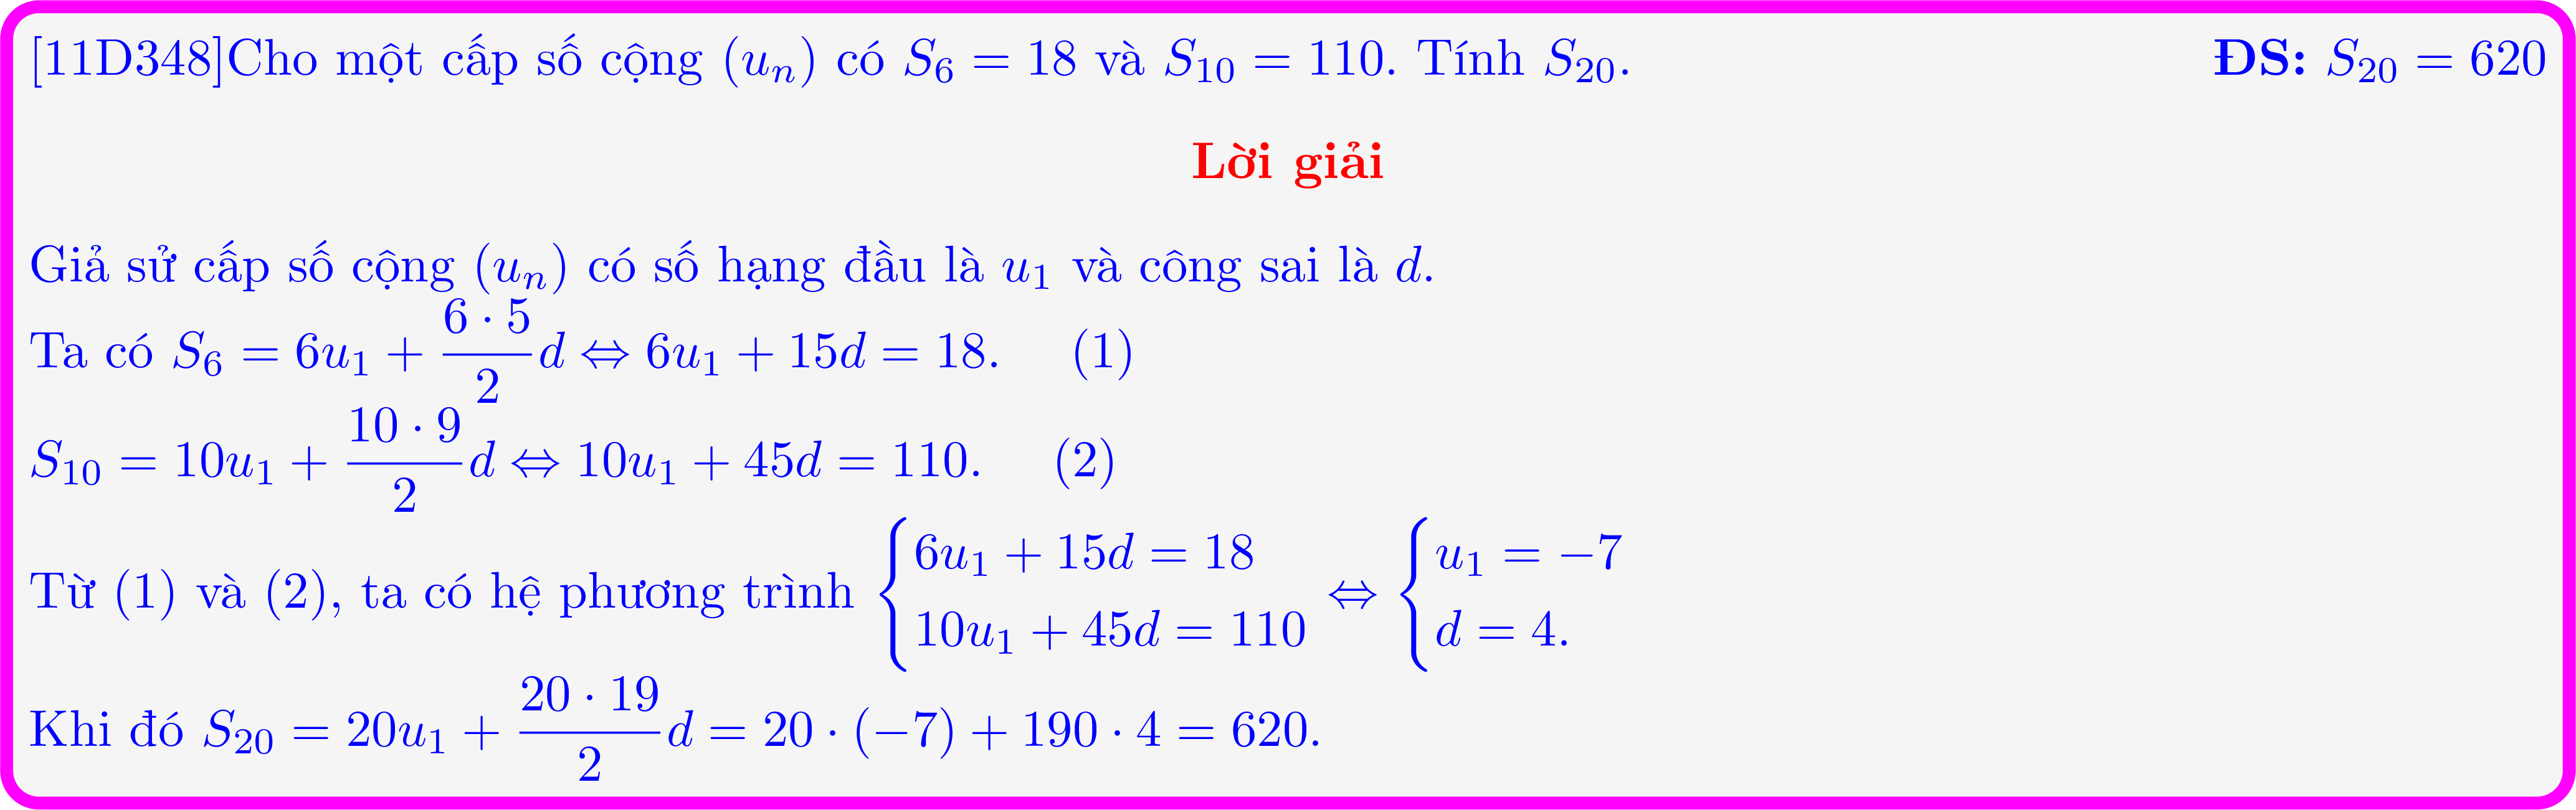 [11D348]Cho một cấp số cộng $(u_n)$ có $S_6 = 18$ và $S_{10} = 110$. Tính $S_{20}$. ĐS: $S_{20} = 620$
Lời giải
Giả sử cấp số cộng $(u_n)$ có số hạng đầu là $u_1$ và công sai là $d$.
Ta có $S_6 = 6u_1 + \dfrac{6 \cdot 5}{2}d \Leftrightarrow 6u_1 + 15d = 18.$ (1)
$S_{10} = 10u_1 + \dfrac{10 \cdot 9}{2}d \Leftrightarrow 10u_1 + 45d = 110.$ (2)
Từ (1) và (2), ta có hệ phương trình $\begin{cases} 6u_1 + 15d = 18 \\ 10u_1 + 45d = 110 \end{cases} \Leftrightarrow \begin{cases} u_1 = -7 \\ d = 4. \end{cases}$
Khi đó $S_{20} = 20u_1 + \dfrac{20 \cdot 19}{2}d = 20 \cdot (-7) + 190 \cdot 4 = 620.$